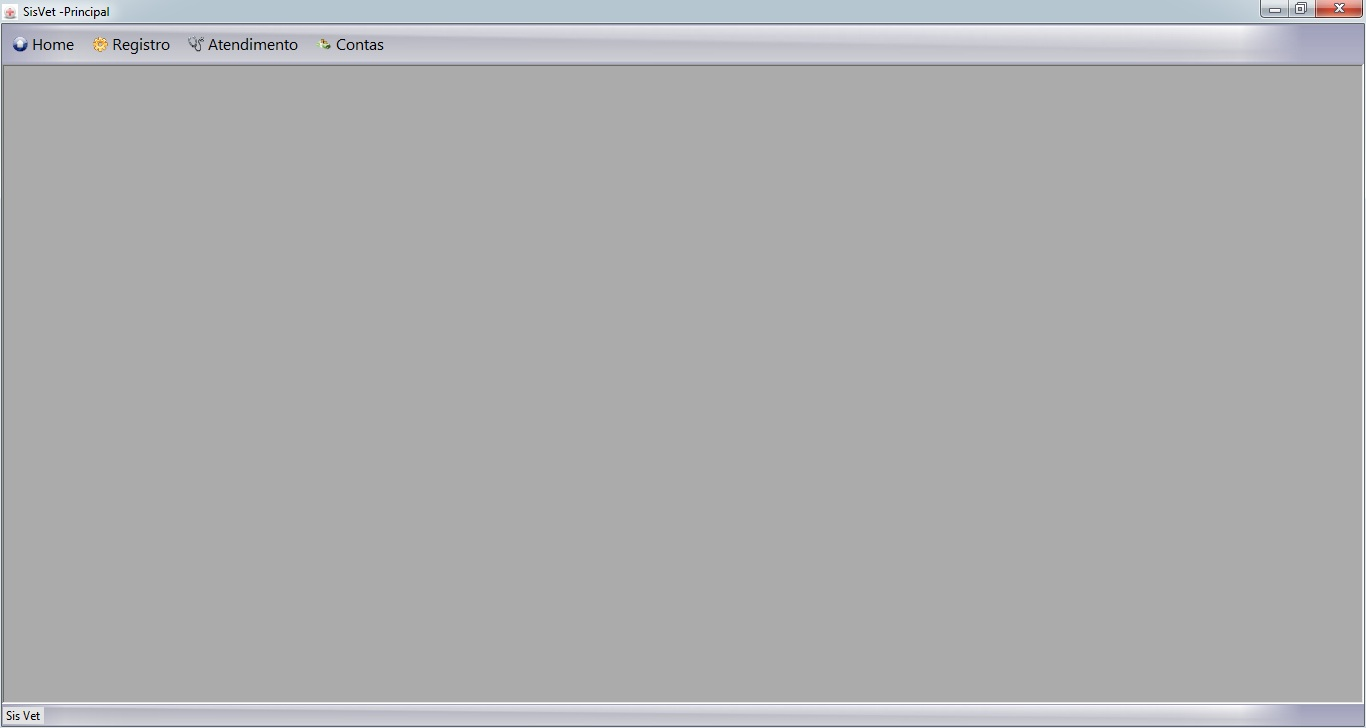 SisVet -Principal
Home Registro Atendimento Contas
Sis Vet